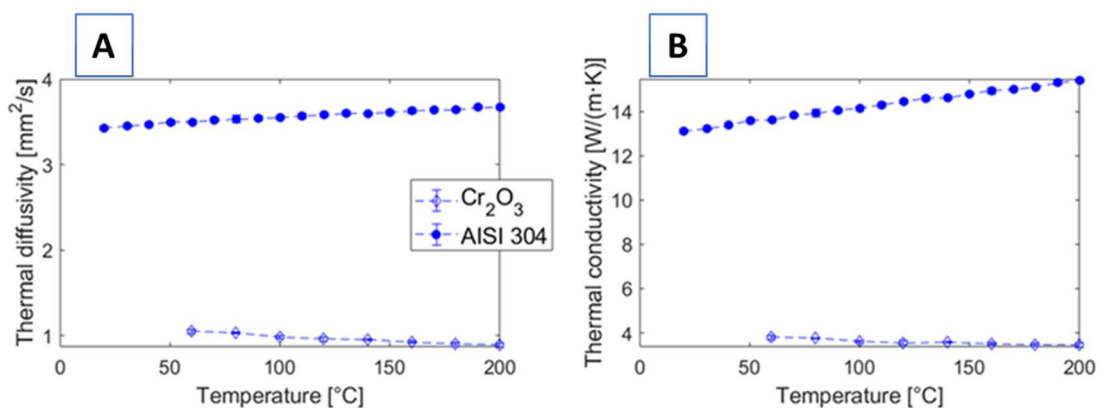 A
B
Thermal diffusivity [mm²/s]
4
3
2
1
0
50
100
150
200
Temperature [°C]
Cr₂O₃
AISI 304
Thermal conductivity [W/(m·K)]
14
12
10
8
6
4
0
50
100
150
200
Temperature [°C]